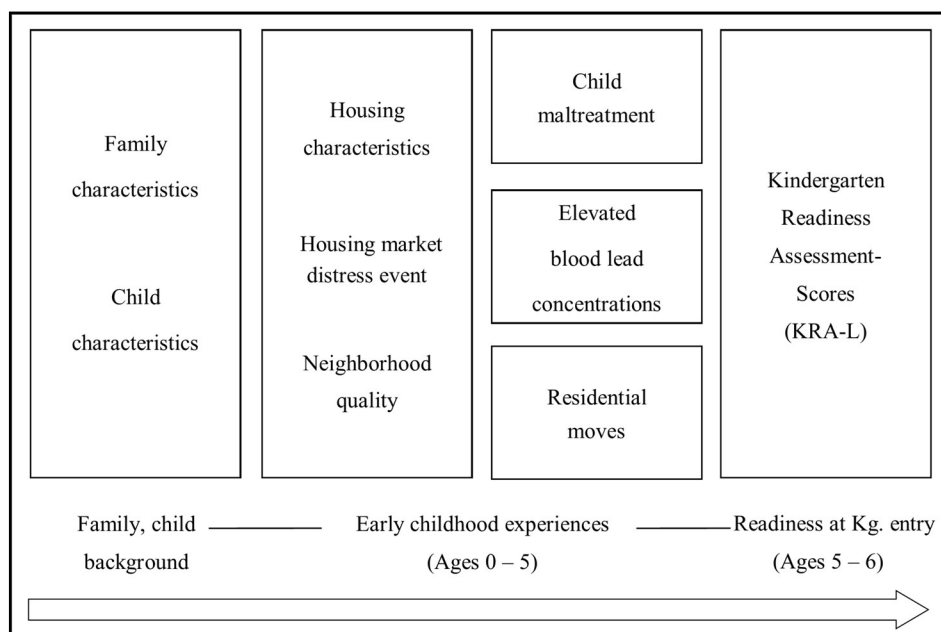 Family
characteristics
Child
characteristics
Housing
characteristics
Housing market
distress event
Neighborhood
quality
Child
maltreatment
Elevated
blood lead
concentrations
Residential
moves
Kindergarten
Readiness
Assessment-
Scores
(KRA-L)
Family, child
background
Early childhood experiences
(Ages 0 – 5)
Readiness at Kg. entry
(Ages 5 – 6)